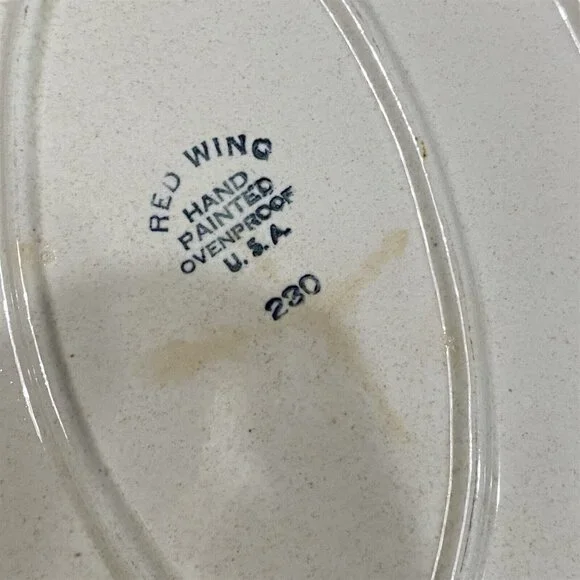 RED WING
HAND
PAINTED
OVENPROOF
U.S.A.
230